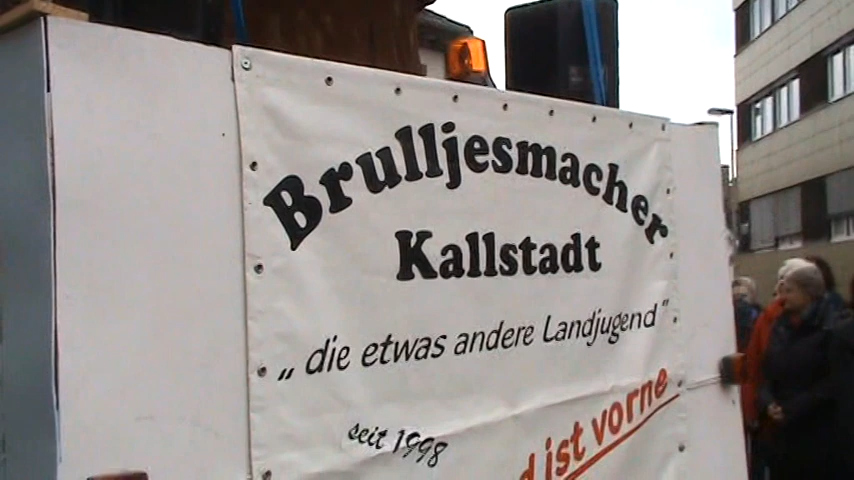 Brulljesmacher
Kallstadt
„die etwas andere Landjugend"
seit 1998
ist vorne